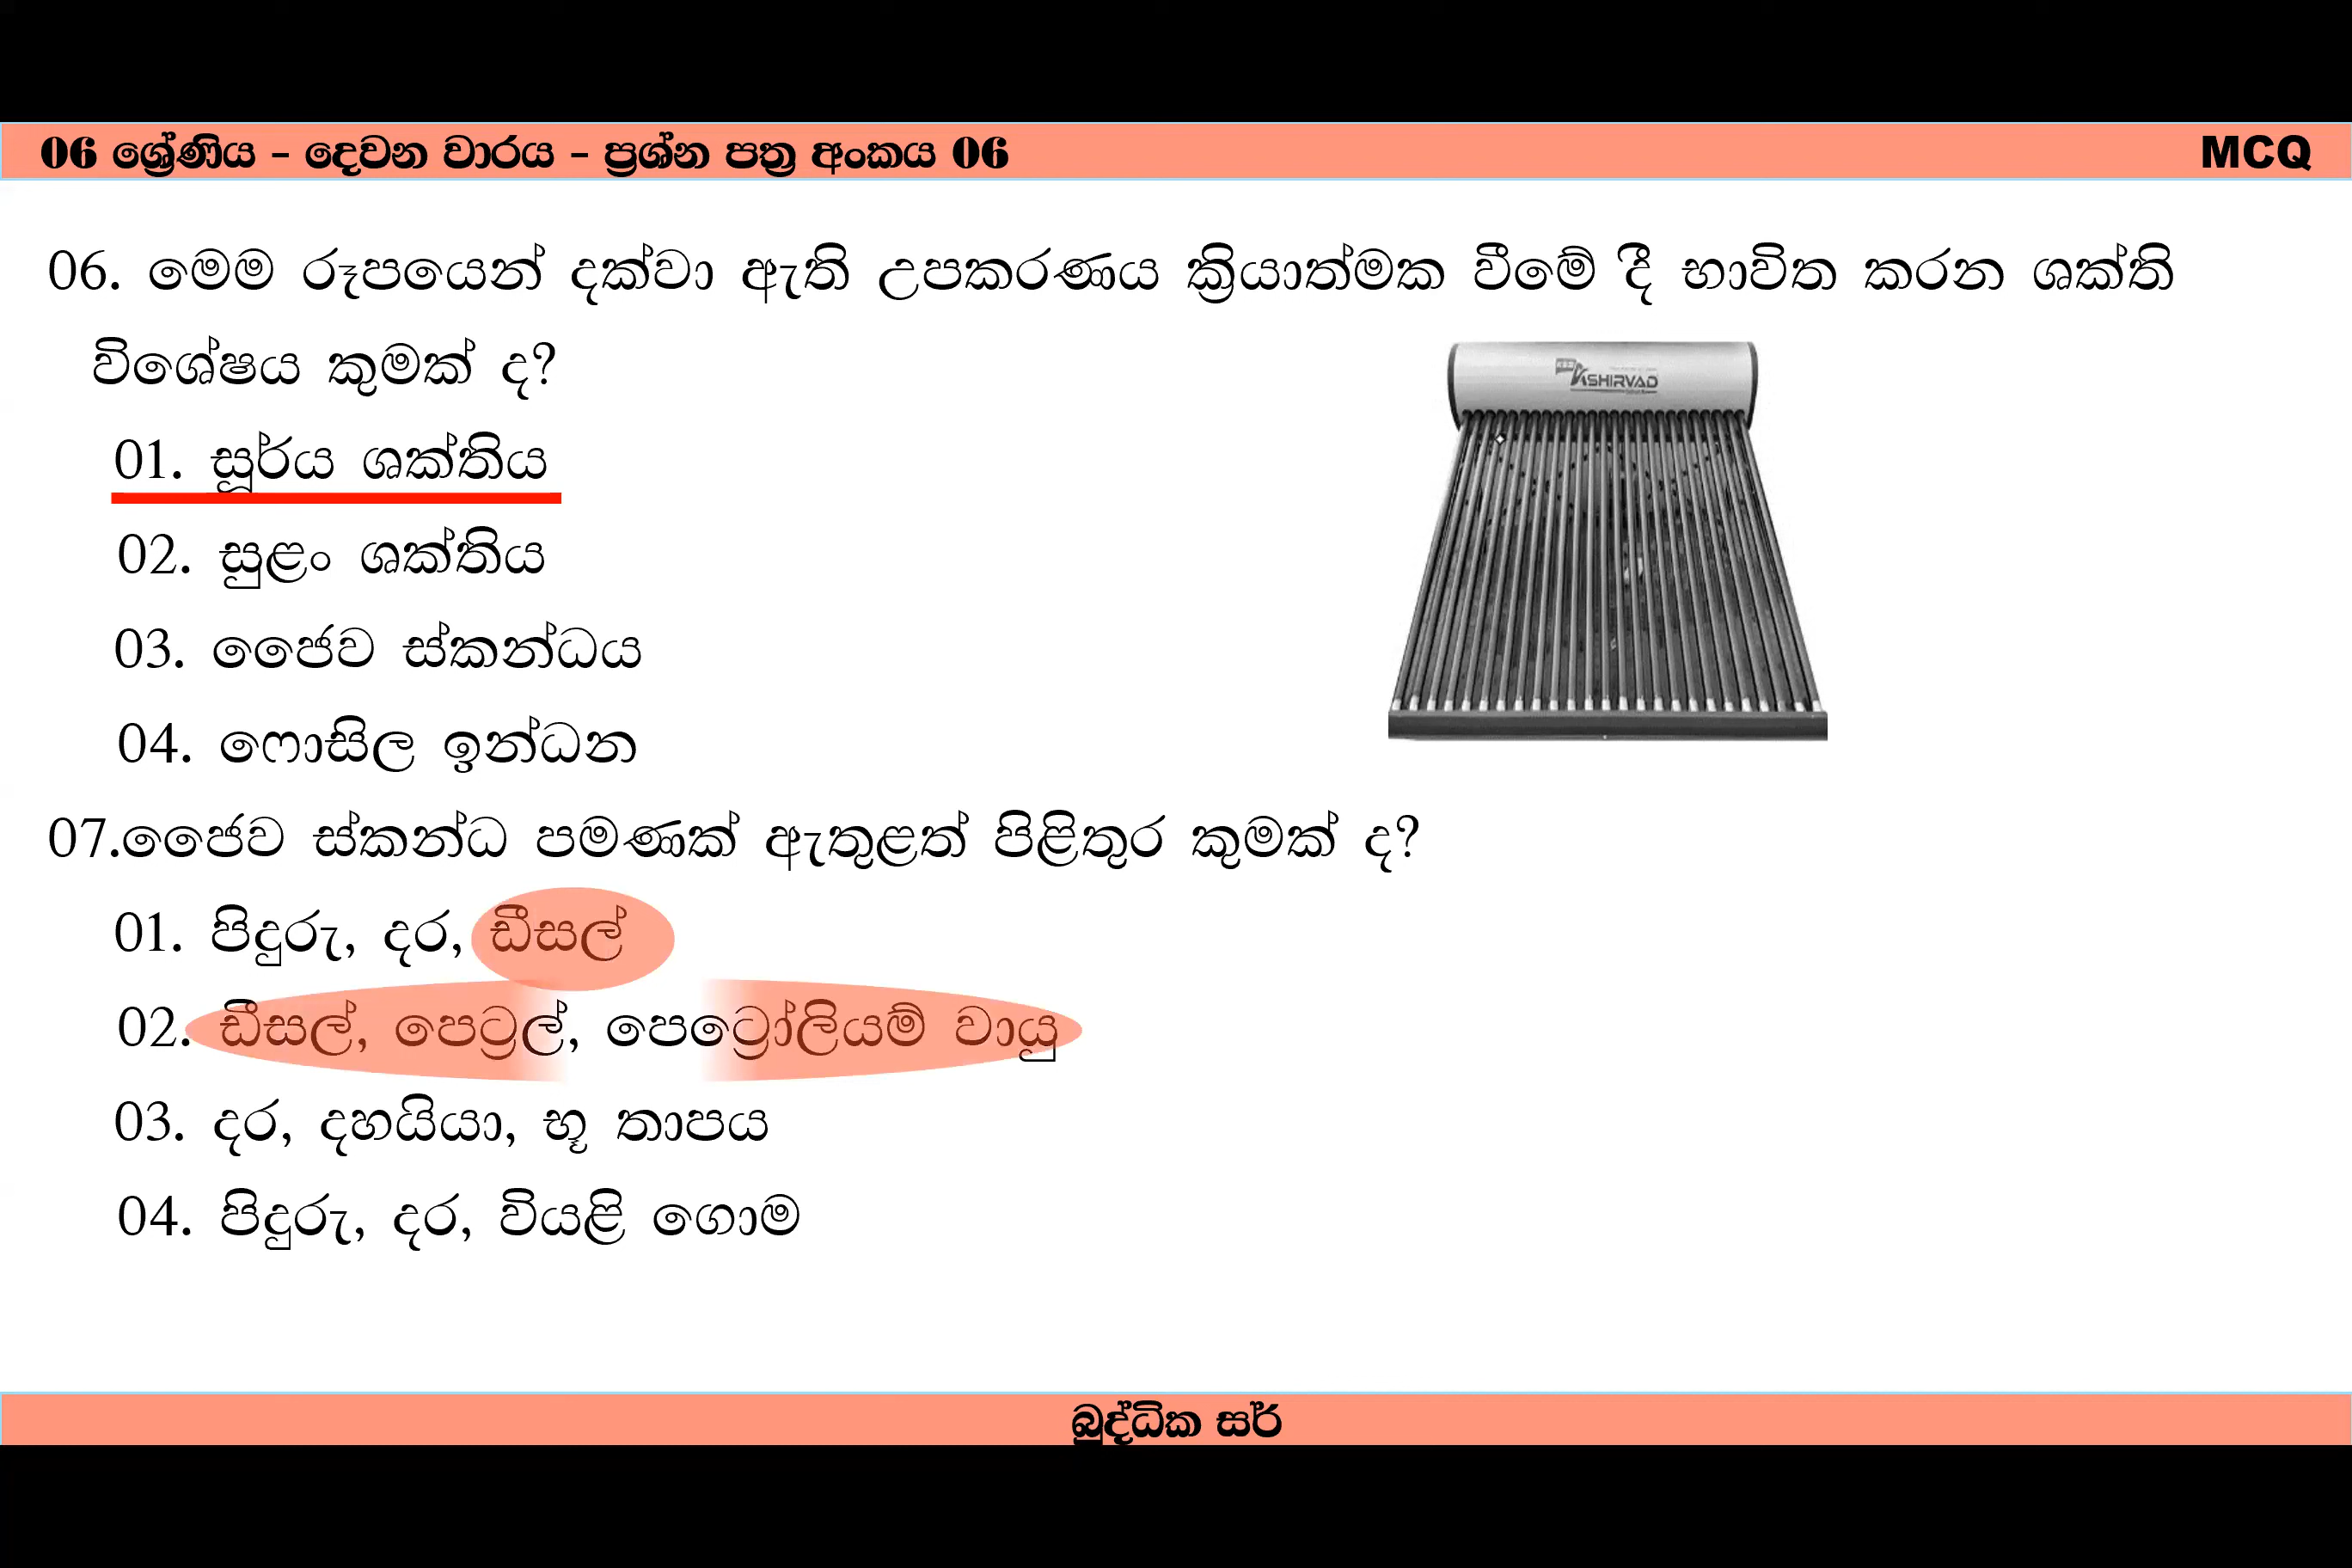 06 ශ්‍රේණිය - දෙවන වාරය - ප්‍රශ්න පත්‍ර අංකය 06 MCQ
06. මෙම රූපයෙන් දක්වා ඇති උපකරණය ක්‍රියාත්මක වීමේ දී භාවිත කරන ශක්ති
විශේෂය කුමක් ද?
ASHIRVAD
01. සූර්ය ශක්තිය
02. සුළං ශක්තිය
03. ජෛව ස්කන්ධය
04. ෆොසිල ඉන්ධන
07.ජෛව ස්කන්ධ පමණක් ඇතුළත් පිළිතුර කුමක් ද?
01. පිදුරු, දර, ඩීසල්
02. ඩීසල්, පෙට්‍රල්, පෙට්‍රෝලියම් වායු
03. දර, දහයියා, භූ තාපය
04. පිදුරු, දර, වියළි ගොම
බුද්ධික සර්